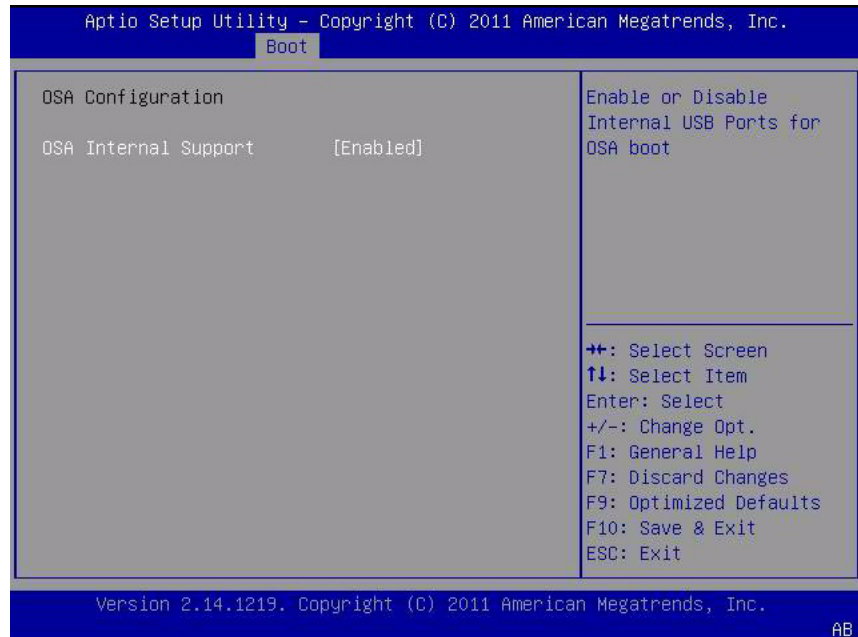 Aptio Setup Utility – Copyright (C) 2011 American Megatrends, Inc.
Boot
OSA Configuration
OSA Internal Support [Enabled]
Enable or Disable
Internal USB Ports for
OSA boot
→←: Select Screen
↑↓: Select Item
Enter: Select
+/-: Change Opt.
F1: General Help
F7: Discard Changes
F9: Optimized Defaults
F10: Save & Exit
ESC: Exit
Version 2.14.1219. Copyright (C) 2011 American Megatrends, Inc.
AB